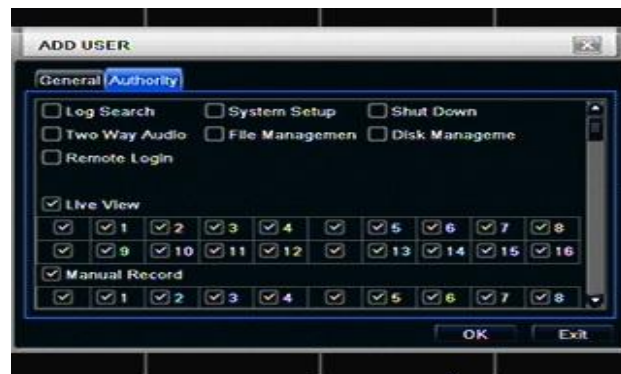 ADD USER
General Authority
Log Search System Setup Shut Down
Two Way Audio File Managemen Disk Manageme
Remote Login
Live View
1 2 3 4 5 6 7 8
9 10 11 12 13 14 15 16
Manual Record
1 2 3 4 5 6 7 8
OK Exit